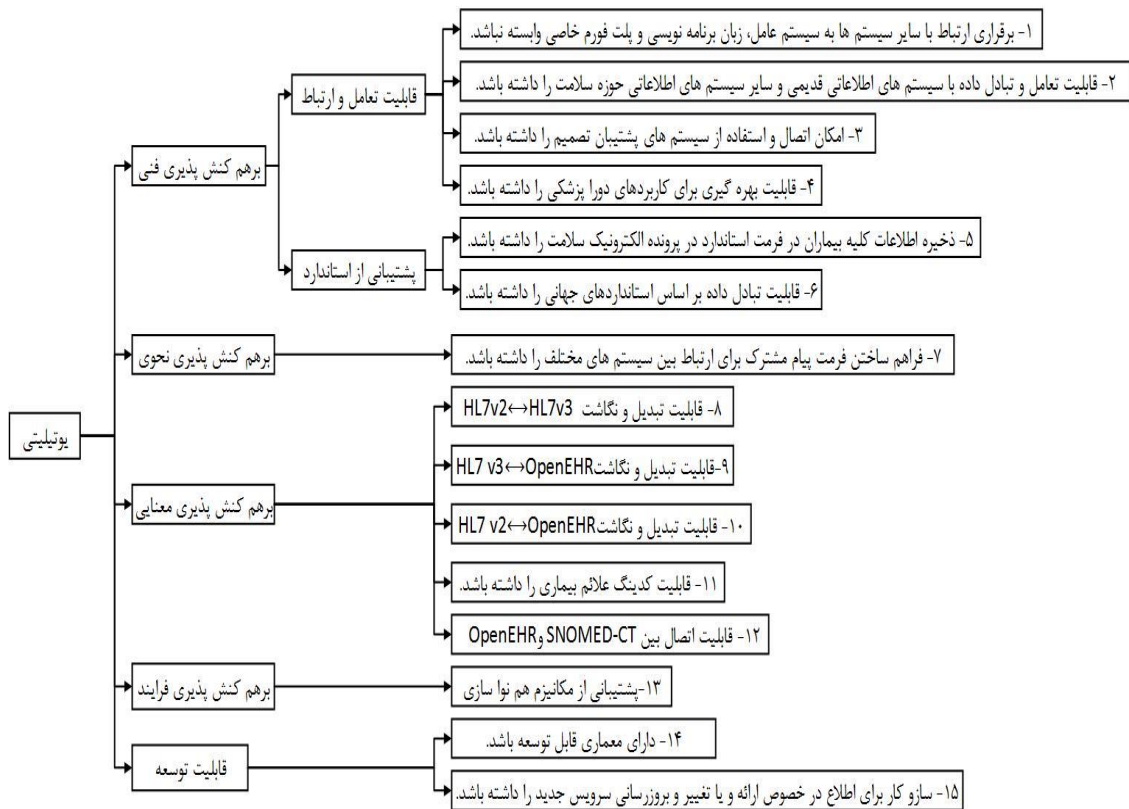 ۱- برقراری ارتباط با سایر سیستم ها به سیستم عامل، زبان برنامه نویسی و پلت فورم خاصی وابسته نباشد.
قابلیت تعامل و ارتباط
۲- قابلیت تعامل و تبادل داده با سیستم های اطلاعاتی قدیمی و سایر سیستم های اطلاعاتی حوزه سلامت را داشته باشد.
۳- امکان اتصال و استفاده از سیستم های پشتیبان تصمیم را داشته باشد.
برهم کنش پذیری فنی
۴- قابلیت بهره گیری برای کاربردهای دورا پزشکی را داشته باشد.
۵- ذخیره اطلاعات کلیه بیماران در فرمت استاندارد در پرونده الکترونیک سلامت را داشته باشد.
پشتیبانی از استاندارد
۶- قابلیت تبادل داده بر اساس استانداردهای جهانی را داشته باشد.
برهم کنش پذیری نحوی
۷- فراهم ساختن فرمت پیام مشترک برای ارتباط بین سیستم های مختلف را داشته باشد.
۸- قابلیت تبدیل و نگاشت HL7v2↔HL7v3
یوتیلیتی
۹-قابلیت تبدیل و نگاشت HL7 v3↔OpenEHR
برهم کنش پذیری معنایی
۱۰- قابلیت تبدیل و نگاشت HL7 v2↔OpenEHR
۱۱- قابلیت کدینگ علائم بیماری را داشته باشد.
۱۲- قابلیت اتصال بین SNOMED-CT و OpenEHR
برهم کنش پذیری فرایند
۱۳-پشتیبانی از مکانیزم هم نوا سازی
۱۴- دارای معماری قابل توسعه باشد.
قابلیت توسعه
۱۵- سازو کار برای اطلاع در خصوص ارائه و یا تغییر و بروزرسانی سرویس جدید را داشته باشد.